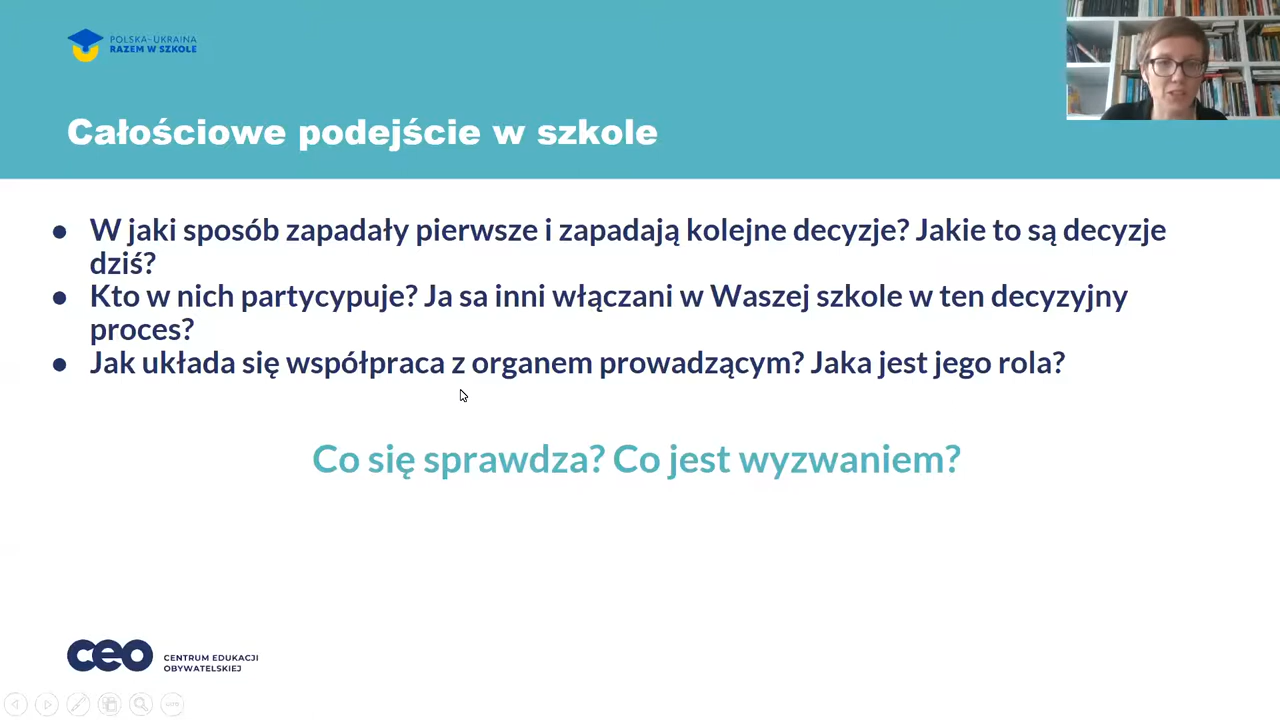 POLSKA-UKRAINA
RAZEM W SZKOLE
Całościowe podejście w szkole
● W jaki sposób zapadały pierwsze i zapadają kolejne decyzje? Jakie to są decyzje
dziś?
● Kto w nich partycypuje? Ja sa inni włączani w Waszej szkole w ten decyzyjny
proces?
● Jak układa się współpraca z organem prowadzącym? Jaka jest jego rola?
Co się sprawdza? Co jest wyzwaniem?
ceo CENTRUM EDUKACJI
OBYWATELSKIEJ